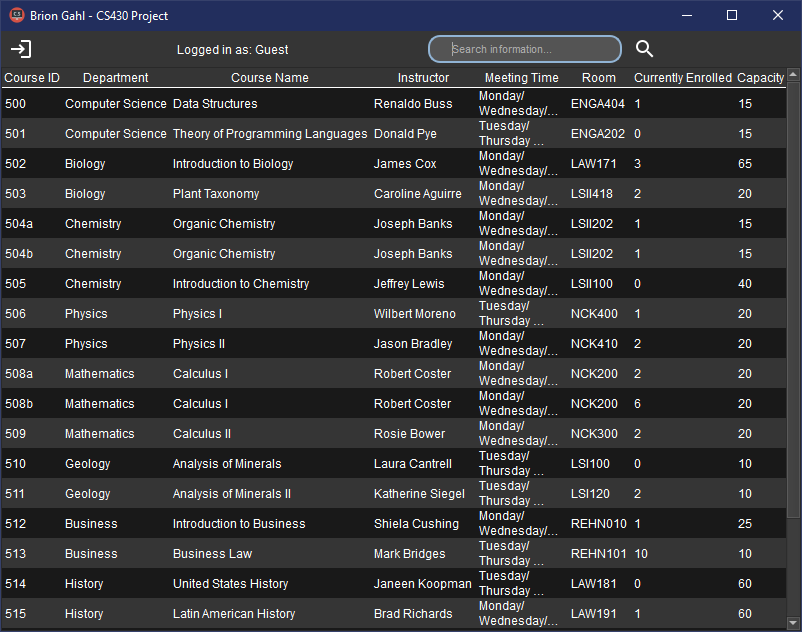 CS Brion Gahl - CS430 Project
Logged in as: Guest Search information...
Course ID Department Course Name Instructor Meeting Time Room Currently Enrolled Capacity
500 Computer Science Data Structures Renaldo Buss Monday/ Wednesday/... ENGA404 1 15
501 Computer Science Theory of Programming Languages Donald Pye Tuesday/ Thursday ... ENGA202 0 15
502 Biology Introduction to Biology James Cox Monday/ Wednesday/... LAW171 3 65
503 Biology Plant Taxonomy Caroline Aguirre Monday/ Wednesday/... LSII418 2 20
504a Chemistry Organic Chemistry Joseph Banks Monday/ Wednesday/... LSII202 1 15
504b Chemistry Organic Chemistry Joseph Banks Monday/ Wednesday/... LSII202 1 15
505 Chemistry Introduction to Chemistry Jeffrey Lewis Monday/ Wednesday/... LSII100 0 40
506 Physics Physics I Wilbert Moreno Tuesday/ Thursday ... NCK400 1 20
507 Physics Physics II Jason Bradley Monday/ Wednesday/... NCK410 2 20
508a Mathematics Calculus I Robert Coster Monday/ Wednesday/... NCK200 2 20
508b Mathematics Calculus I Robert Coster Monday/ Wednesday/... NCK200 6 20
509 Mathematics Calculus II Rosie Bower Monday/ Wednesday/... NCK300 2 20
510 Geology Analysis of Minerals Laura Cantrell Tuesday/ Thursday ... LSI100 0 10
511 Geology Analysis of Minerals II Katherine Siegel Tuesday/ Thursday ... LSI120 2 10
512 Business Introduction to Business Shiela Cushing Monday/ Wednesday/... REHN010 1 25
513 Business Business Law Mark Bridges Tuesday/ Thursday ... REHN101 10 10
514 History United States History Janeen Koopman Tuesday/ Thursday ... LAW181 0 60
515 History Latin American History Brad Richards Monday/ Wednesday/... LAW191 1 60